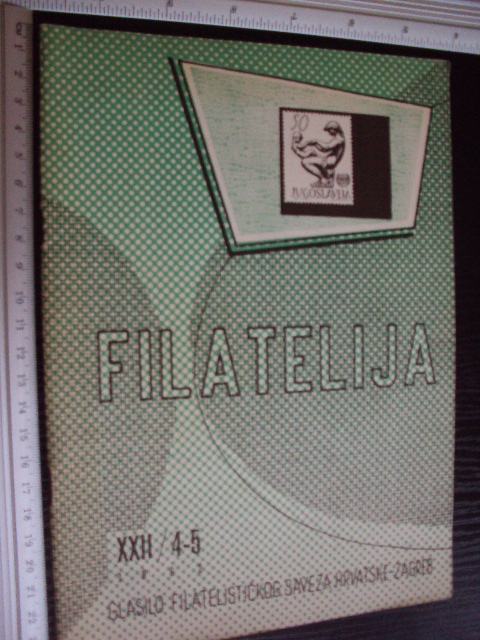 50
JUGOSLAVIJA
FILATELIJA
XXII / 4-5
GLASILO FILATELISTIČKOG SAVEZA HRVATSKE-ZAGREB